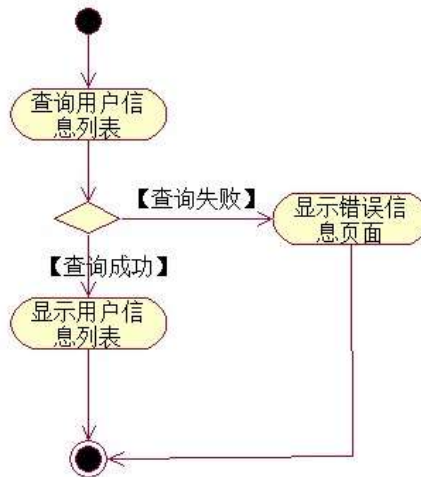 查询用户信
息列表
【查询失败】
显示错误信
息页面
【查询成功】
显示用户信
息列表